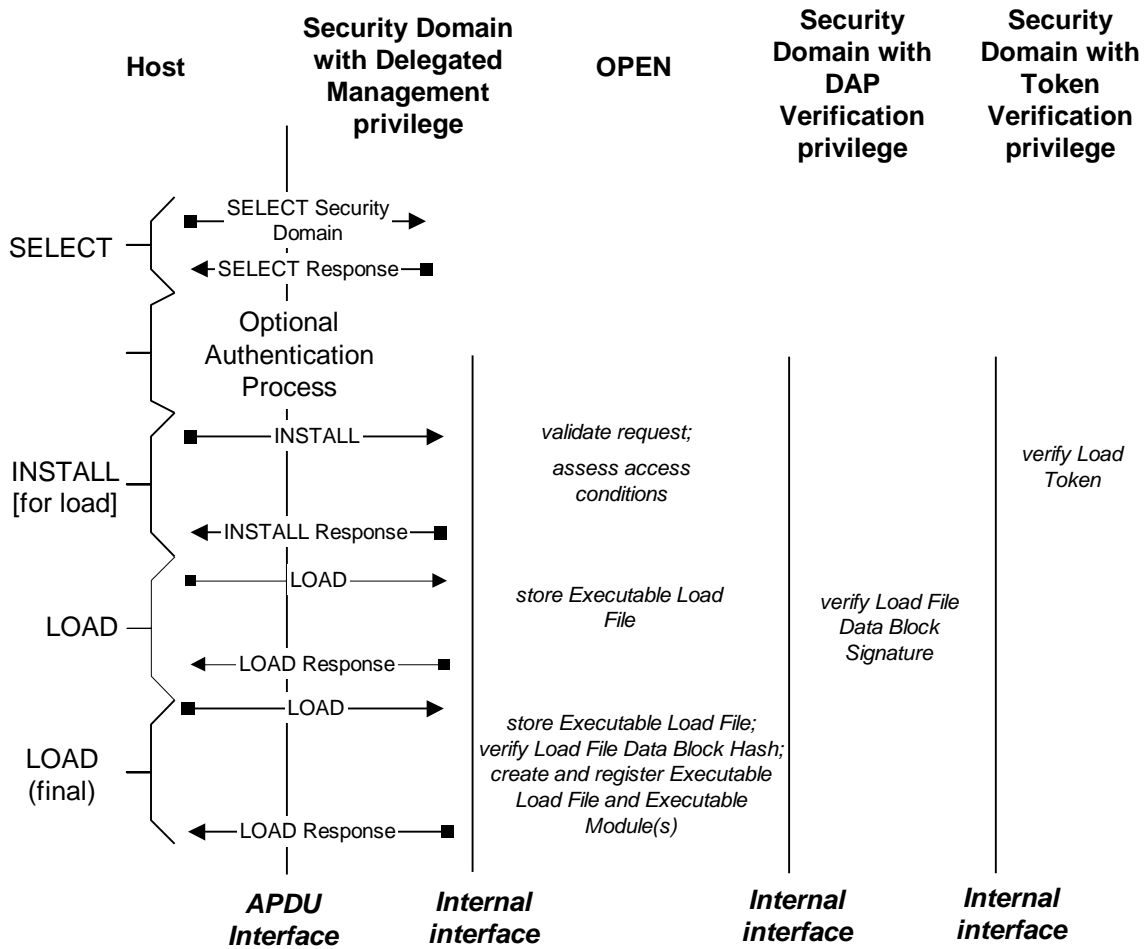 Host
Security Domain
with Delegated
Management
privilege
OPEN
Security
Domain with
DAP
Verification
privilege
Security
Domain with
Token
Verification
privilege
SELECT
SELECT Security
Domain
SELECT Response
Optional
Authentication
Process
INSTALL
[for load]
INSTALL
validate request;
assess access
conditions
verify Load
Token
INSTALL Response
LOAD
LOAD
store Executable Load
File
verify Load File
Data Block
Signature
LOAD Response
LOAD
(final)
LOAD
store Executable Load File;
verify Load File Data Block Hash;
create and register Executable
Load File and Executable
Module(s)
LOAD Response
APDU
Interface
Internal
interface
Internal
interface
Internal
interface